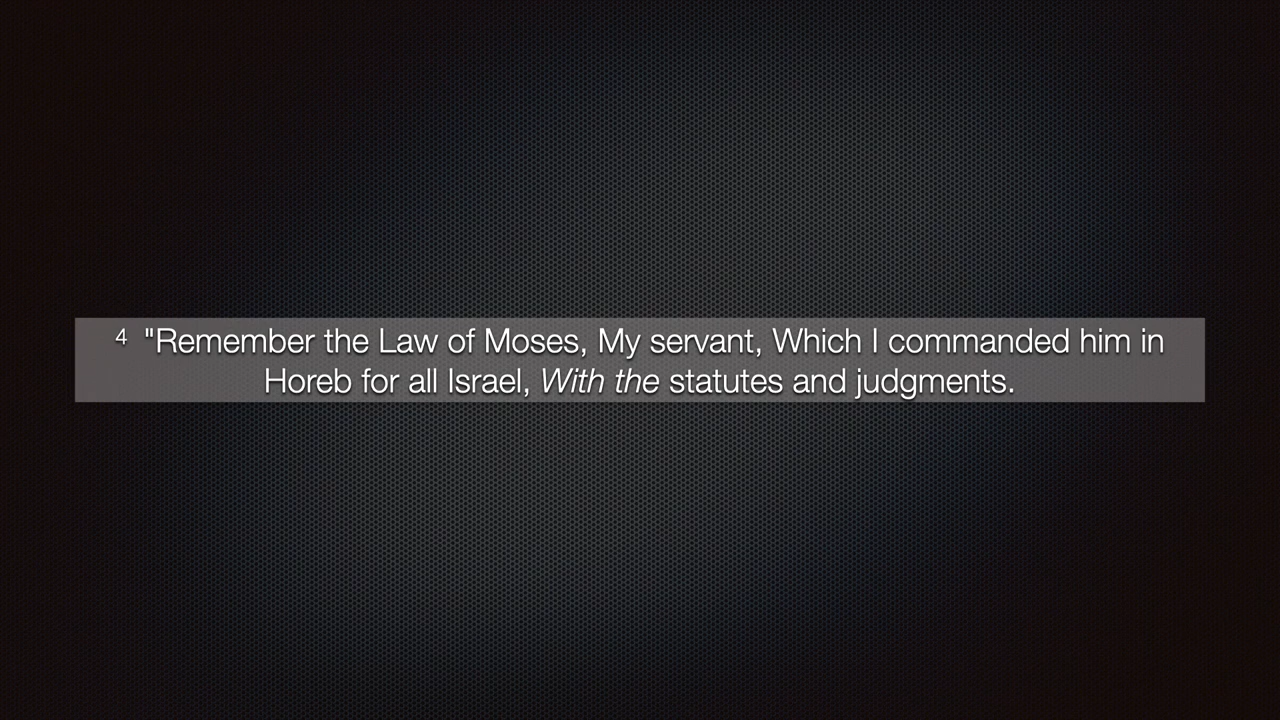 4 "Remember the Law of Moses, My servant, Which I commanded him in
Horeb for all Israel, With the statutes and judgments.